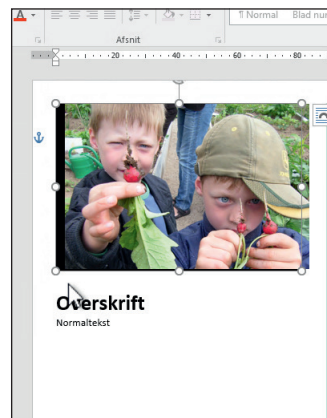 A
¶ Normal Blad nu
Afsnit
20 40 60 80
Overskrift
Normaltekst